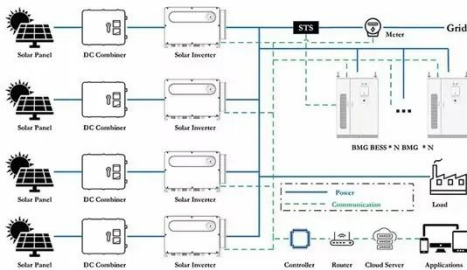 STS
Meter
Grid
Solar Panel
DC Combiner
Solar Inverter
Solar Panel
DC Combiner
Solar Inverter
BMG BESS * N BMG * N
Solar Panel
DC Combiner
Solar Inverter
Power
Communication
Load
Solar Panel
DC Combiner
Solar Inverter
Controller
Router
Cloud Server
Applications